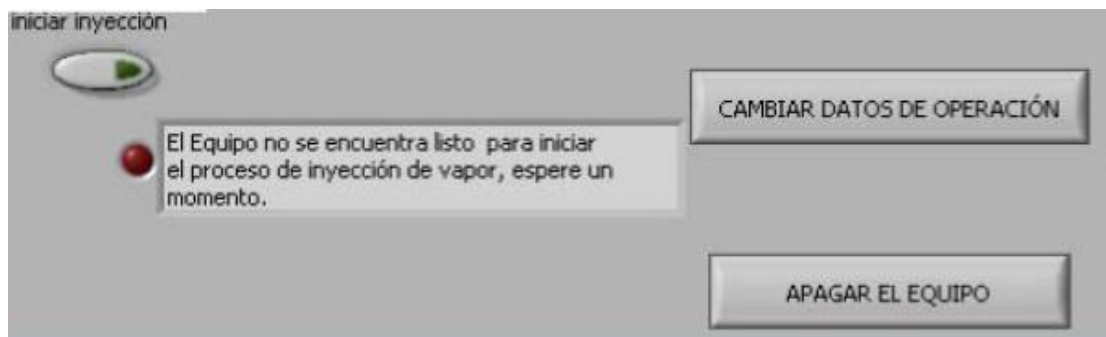 iniciar inyección
CAMBIAR DATOS DE OPERACIÓN
El Equipo no se encuentra listo para iniciar
el proceso de inyección de vapor, espere un
momento.
APAGAR EL EQUIPO